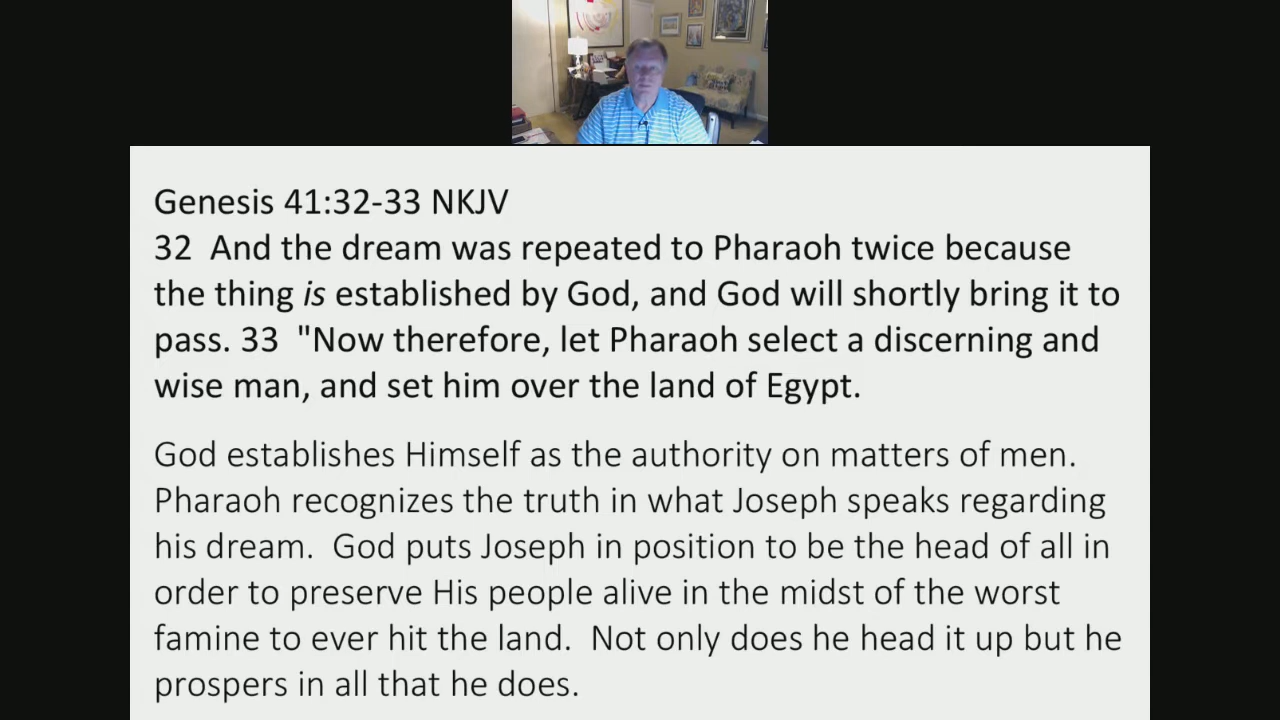 Genesis 41:32-33 NKJV
32  And the dream was repeated to Pharaoh twice because
the thing is established by God, and God will shortly bring it to
pass. 33  "Now therefore, let Pharaoh select a discerning and
wise man, and set him over the land of Egypt.
God establishes Himself as the authority on matters of men.
Pharaoh recognizes the truth in what Joseph speaks regarding
his dream.  God puts Joseph in position to be the head of all in
order to preserve His people alive in the midst of the worst
famine to ever hit the land.  Not only does he head it up but he
prospers in all that he does.